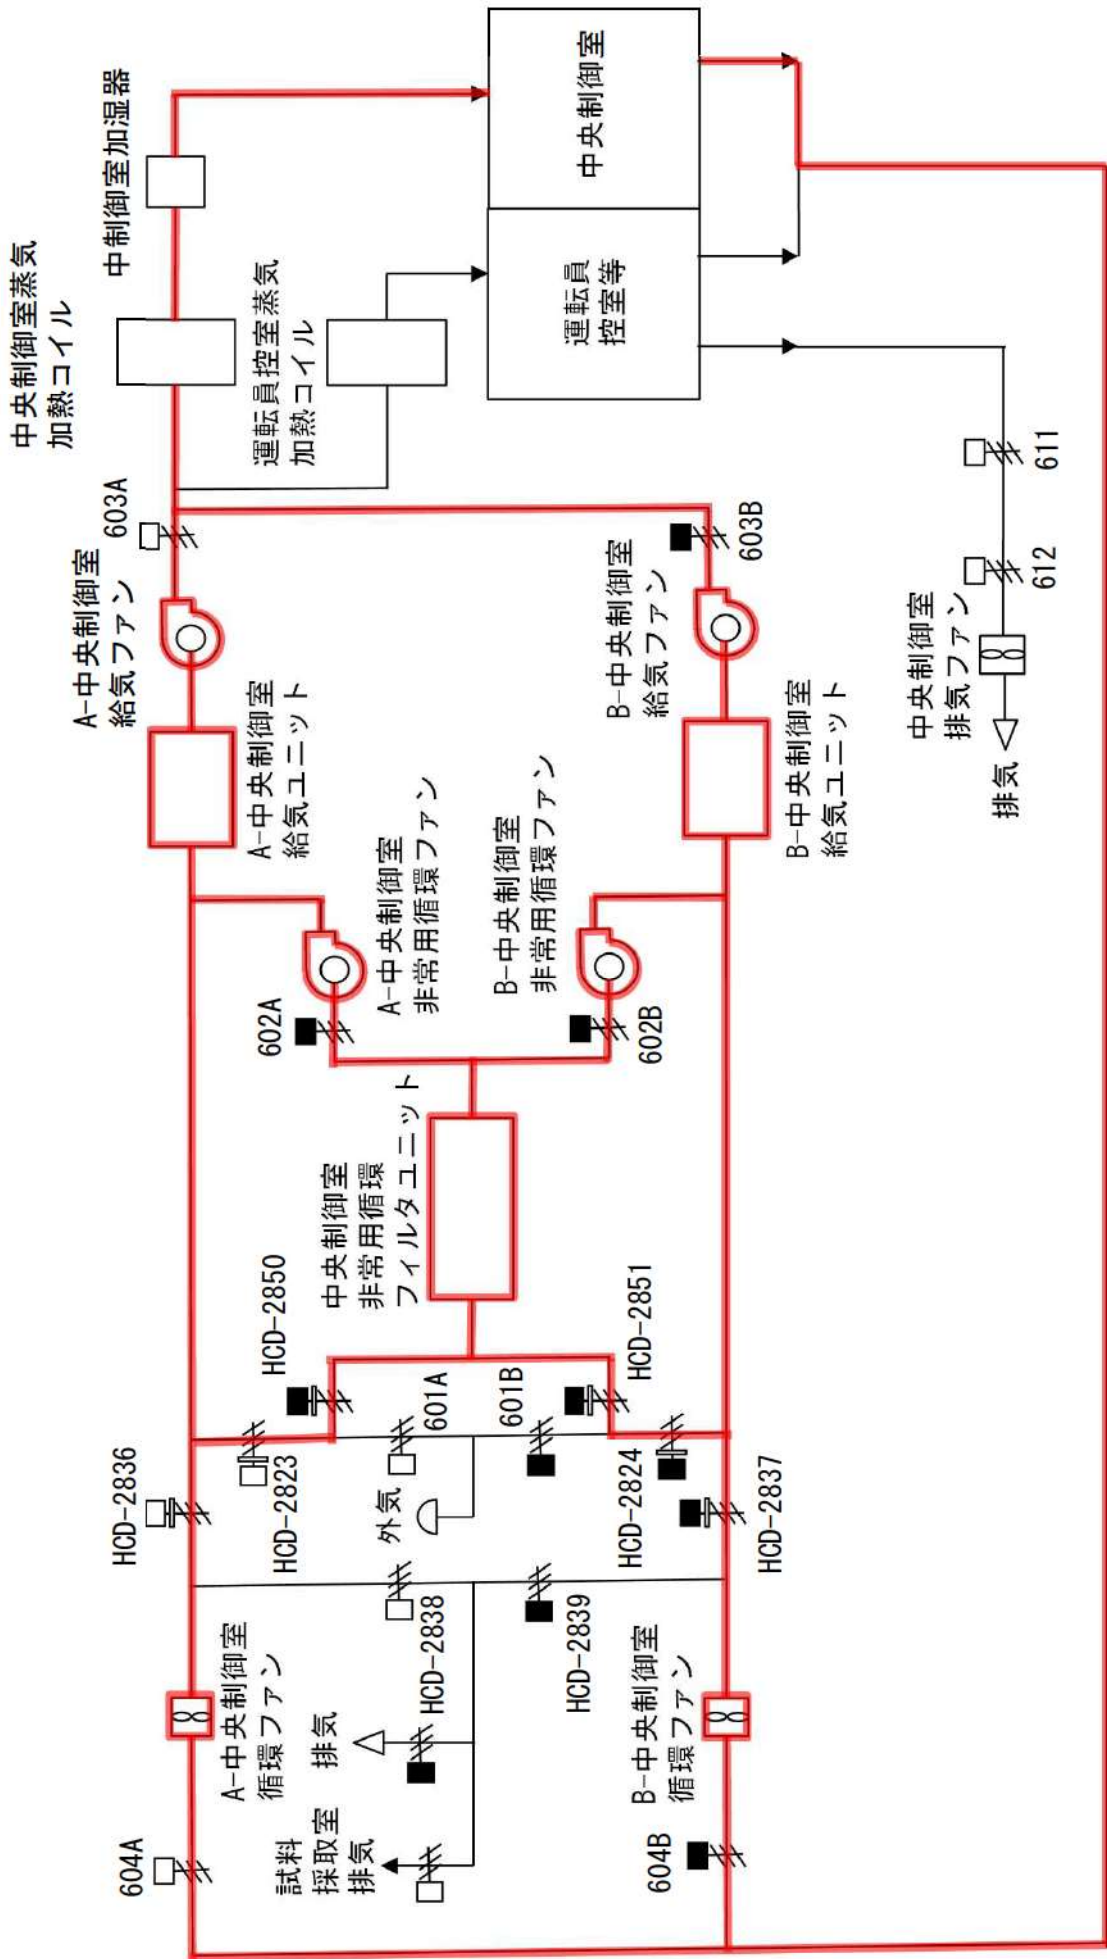 604A
A-中央制御室
循環ファン
HCD-2836
HCD-2823
HCD-2850
A-中央制御室
給気ユニット
A-中央制御室
給気ファン
603A
中央制御室蒸気
加熱コイル
中制御室加湿器
試料
採取室
排気
排気
HCD-2838
外気
601A
中央制御室
非常用循環
フィルタユニット
602A
A-中央制御室
非常用循環ファン
運転員控室蒸気
加熱コイル
HCD-2839
601B
HCD-2851
602B
B-中央制御室
非常用循環ファン
運転員
控室等
中央制御室
604B
B-中央制御室
循環ファン
HCD-2824
HCD-2837
B-中央制御室
給気ユニット
B-中央制御室
給気ファン
603B
排気
中央制御室
排気ファン
612
611